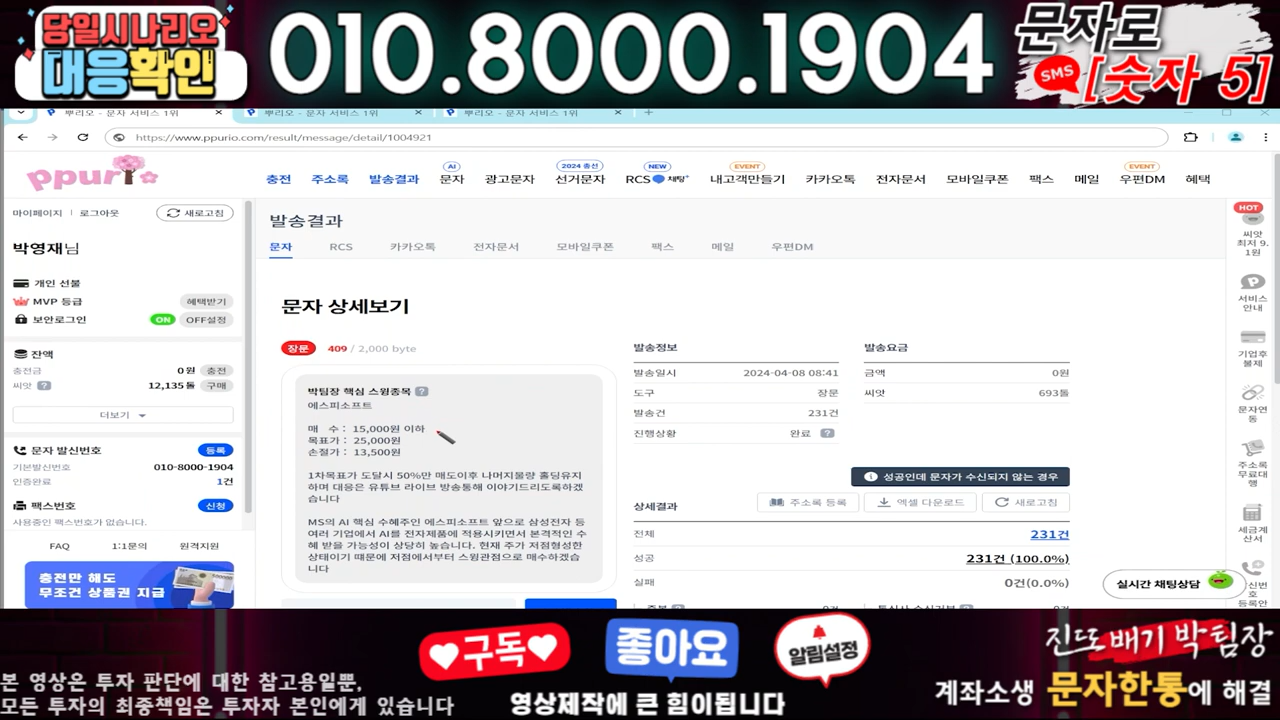 당일시나리오
대응확인
010.8000.1904
문자로
SMS [숫자 5]
뿌리오 - 문자 서비스 1위
뿌리오 - 문자 서비스 1위
뿌리오 - 문자 서비스 1위
https://www.ppurio.com/result/message/detail/1004921
ppurio
충전 주소록 발송결과 AI 문자 광고문자 2024 총선 선거문자 NEW RCS 채팅+ EVENT 내고객만들기 카카오톡 전자문서 모바일쿠폰 팩스 메일 EVENT 우편DM 혜택
마이페이지 | 로그아웃 새로고침
박영재님
개인 선불
MVP 등급 혜택받기
보안로그인 ON OFF설정
잔액
충전금 0원 충전
씨앗 ? 12,135톨 구매
더보기
문자 발신번호 등록
기본발신번호 010-8000-1904
인증완료 1건
팩스번호 신청
사용중인 팩스번호가 없습니다.
FAQ 1:1문의 원격지원
충전만 해도
무조건 상품권 지급
발송결과
문자 RCS 카카오톡 전자문서 모바일쿠폰 팩스 메일 우편DM
문자 상세보기
장문 409 / 2,000 byte
박팀장 핵심 스윙종목 ?
에스피소프트
매 수 : 15,000원 이하
목표가 : 25,000원
손절가 : 13,500원
1차목표가 도달시 50%만 매도이후 나머지물량 홀딩유지
하며 대응은 유튜브 라이브 방송통해 이야기드리도록하겠
습니다
MS의 AI 핵심 수혜주인 에스피소프트 앞으로 삼성전자 등
여러 기업에서 AI를 전자제품에 적용시키면서 본격적인 수
혜 받을 가능성이 상당히 높습니다. 현재 주가 저점형성한
상태이기 때문에 저점에서부터 스윙관점으로 매수하겠습
니다
발송정보
발송일시 2024-04-08 08:41
도구 장문
발송건 231건
진행상황 완료 ?
발송요금
금액 0원
씨앗 693톨
성공인데 문자가 수신되지 않는 경우
상세결과 주소록 등록 엑셀 다운로드 새로고침
전체 231건
성공 231건 (100.0%)
실패 0건(0.0%)
HOT
씨앗
최저 9.
1원
서비스
안내
기업후
불제
문자연
동
주소록
무료대
행
세금계
산서
실시간 채팅상담
번
호
등록안
본 영상은 투자 판단에 대한 참고용일뿐,
모든 투자의 최종책임은 투자자 본인에게 있습니다
구독
좋아요
알림설정
영상제작에 큰 힘이됩니다
진또배기 박팀장
계좌소생 문자한통에 해결